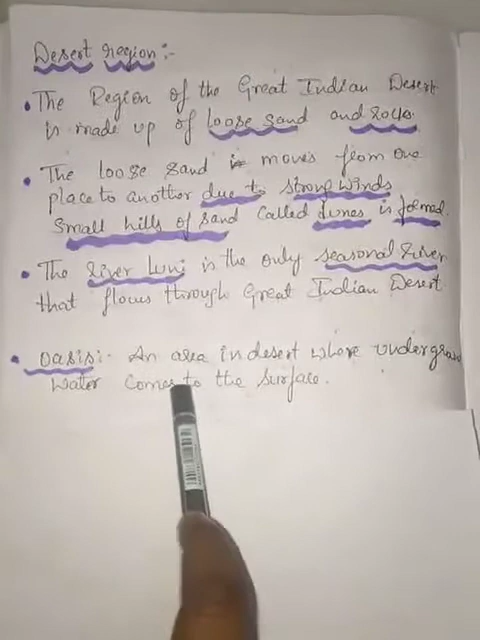 Desert region:-
• The Region of the Great Indian Desert
is made up of loose sand and rocks.
• The loose sand is moves from one
place to another due to strong winds
Small hills of sand called dunes is formed.
• The River Luni is the only seasonal River
that flows through Great Indian Desert
• Oasis:- An area in desert where underground
water comes to the surface.